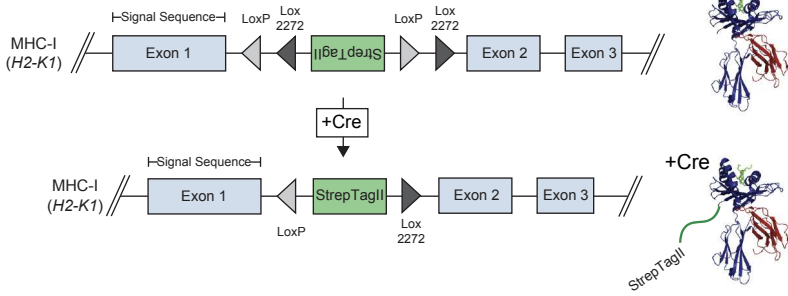 Signal Sequence
LoxP
Lox
2272
LoxP
Lox
2272
MHC-I
(H2-K1)
Exon 1
StrepTagII
Exon 2
Exon 3
+Cre
Signal Sequence
MHC-I
(H2-K1)
Exon 1
StrepTagII
Exon 2
Exon 3
LoxP
Lox
2272
+Cre
StrepTagII